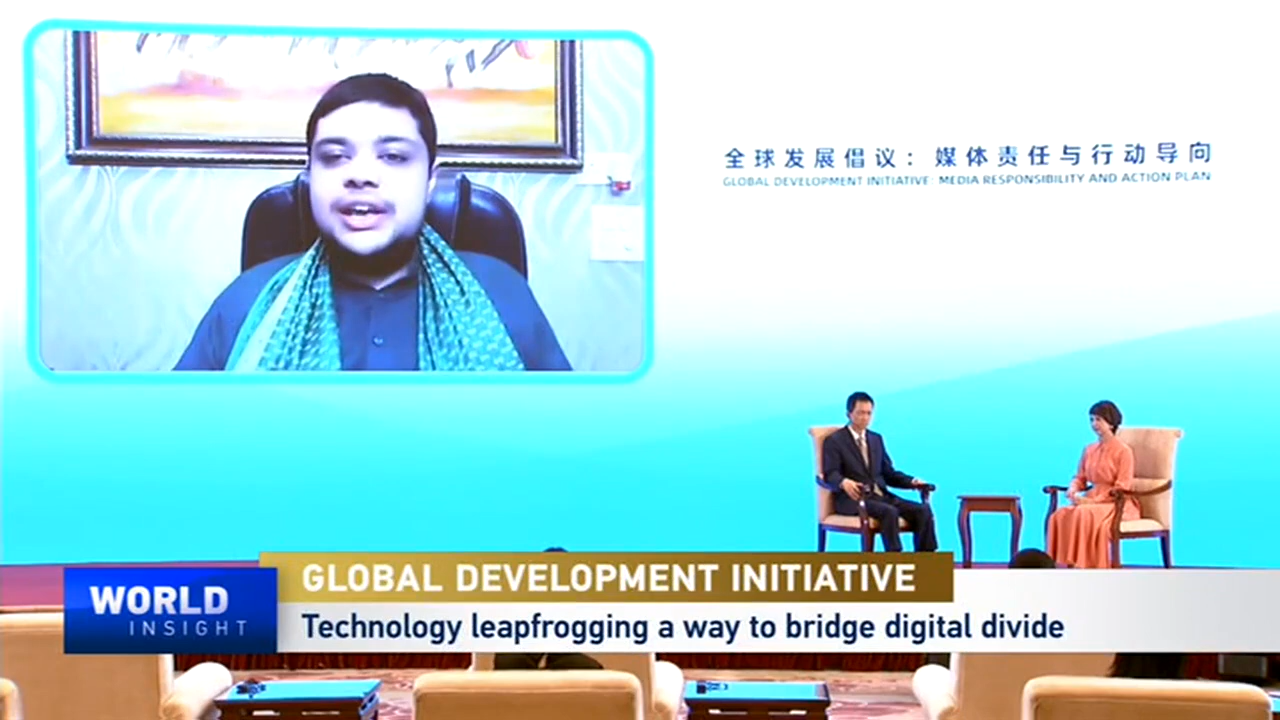 全球发展倡议：媒体责任与行动导向
GLOBAL DEVELOPMENT INITIATIVE: MEDIA RESPONSIBILITY AND ACTION PLAN
WORLD
INSIGHT
GLOBAL DEVELOPMENT INITIATIVE
Technology leapfrogging a way to bridge digital divide